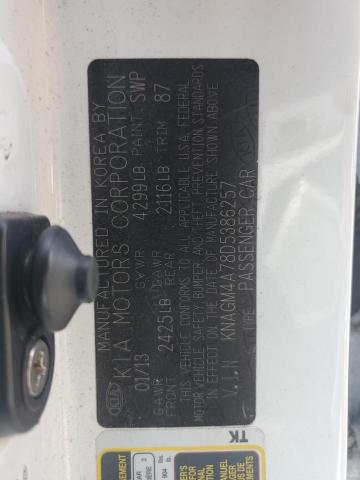 MANUFACTURED IN KOREA BY
KIA MOTORS CORPORATION
01/13 GVWR 4299LB PAINT SWP
GAWR FRONT 2425LB GAWR REAR 2116LB TRIM 87
THIS VEHICLE CONFORMS TO ALL APPLICABLE U.S.A. FEDERAL
MOTOR VEHICLE SAFETY BUMPER, AND THEFT PREVENTION STANDARDS
IN EFFECT ON THE DATE OF MANUFACTURE SHOWN ABOVE
V.I.N KNAGM4A78D5386257
TYPE: PASSENGER CAR
KIA
TK